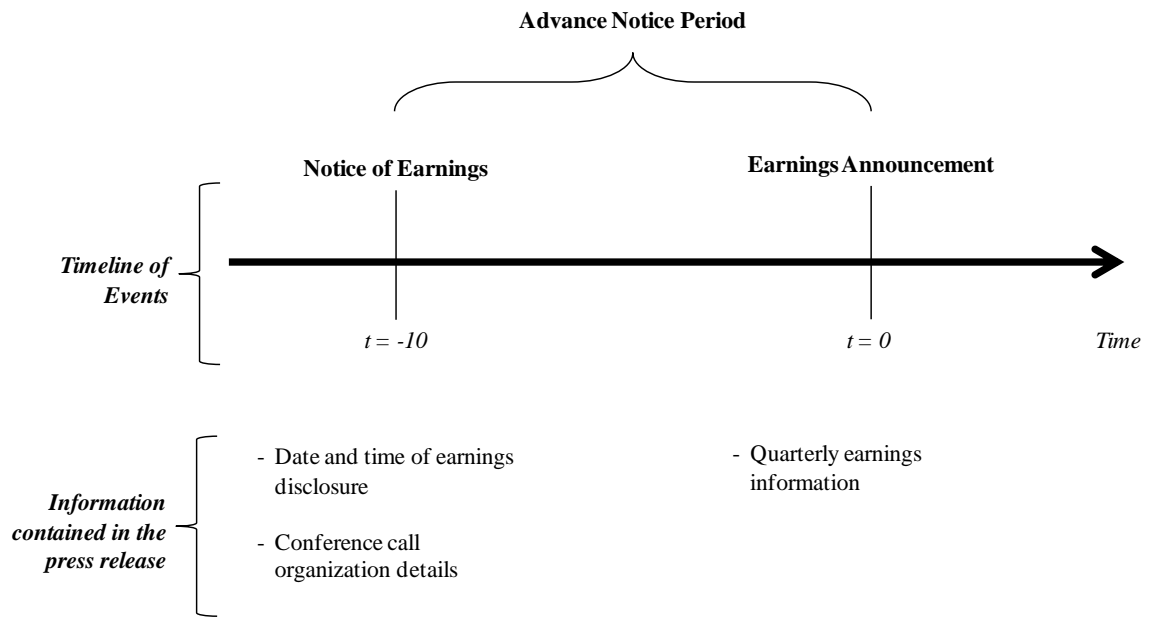 Advance Notice Period
Notice of Earnings
Earnings Announcement
Timeline of
Events
t = -10
t = 0
Time
Information
contained in the
press release
- Date and time of earnings
disclosure
- Conference call
organization details
- Quarterly earnings
information